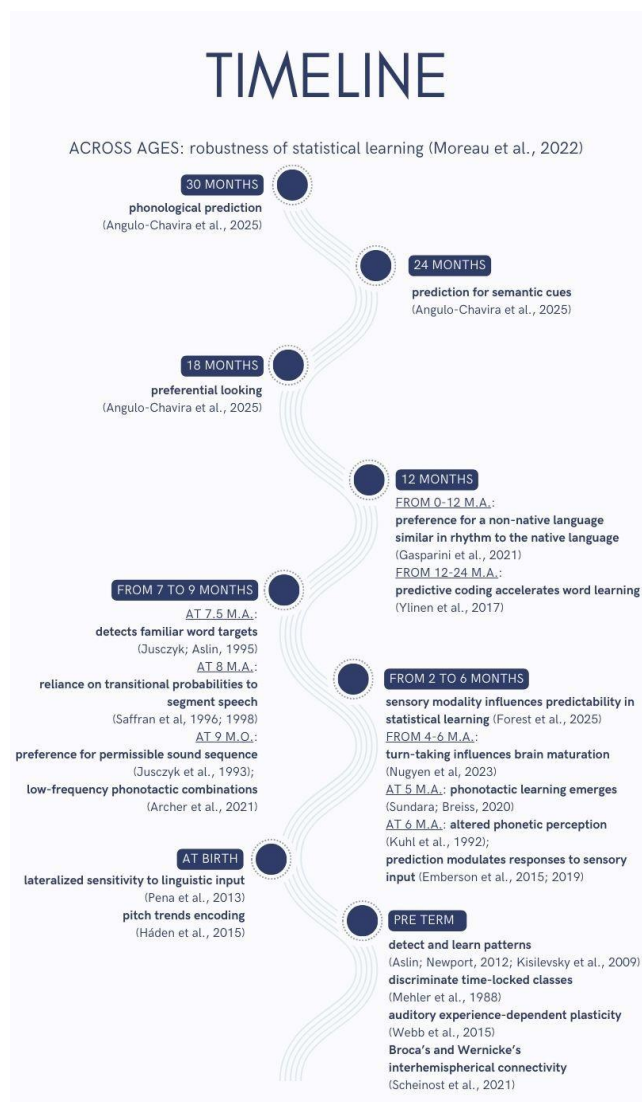 TIMELINE
ACROSS AGES: robustness of statistical learning (Moreau et al., 2022)
30 MONTHS
phonological prediction
(Angulo-Chavira et al., 2025)
24 MONTHS
prediction for semantic cues
(Angulo-Chavira et al., 2025)
18 MONTHS
preferential looking
(Angulo-Chavira et al., 2025)
12 MONTHS
FROM 0-12 M.A.:
preference for a non-native language
similar in rhythm to the native language
(Gasparini et al., 2021)
FROM 12-24 M.A.:
predictive coding accelerates word learning
(Ylinen et al., 2017)
FROM 7 TO 9 MONTHS
AT 7.5 M.A.:
detects familiar word targets
(Jusczyk; Aslin, 1995)
AT 8 M.A.:
reliance on transitional probabilities to
segment speech
(Saffran et al, 1996; 1998)
AT 9 M.O.:
preference for permissible sound sequence
(Jusczyk et al., 1993);
low-frequency phonotactic combinations
(Archer et al., 2021)
FROM 2 TO 6 MONTHS
sensory modality influences predictability in
statistical learning (Forest et al., 2025)
FROM 4-6 M.A.:
turn-taking influences brain maturation
(Nugyen et al, 2023)
AT 5 M.A.: phonotactic learning emerges
(Sundara; Breiss, 2020)
AT 6 M.A.: altered phonetic perception
(Kuhl et al., 1992);
prediction modulates responses to sensory
input (Emberson et al., 2015; 2019)
AT BIRTH
lateralized sensitivity to linguistic input
(Pena et al., 2013)
pitch trends encoding
(Háden et al., 2015)
PRE TERM
detect and learn patterns
(Aslin; Newport, 2012; Kisilevsky et al., 2009)
discriminate time-locked classes
(Mehler et al., 1988)
auditory experience-dependent plasticity
(Webb et al., 2015)
Broca's and Wernicke's
interhemispherical connectivity
(Scheinost et al., 2021)